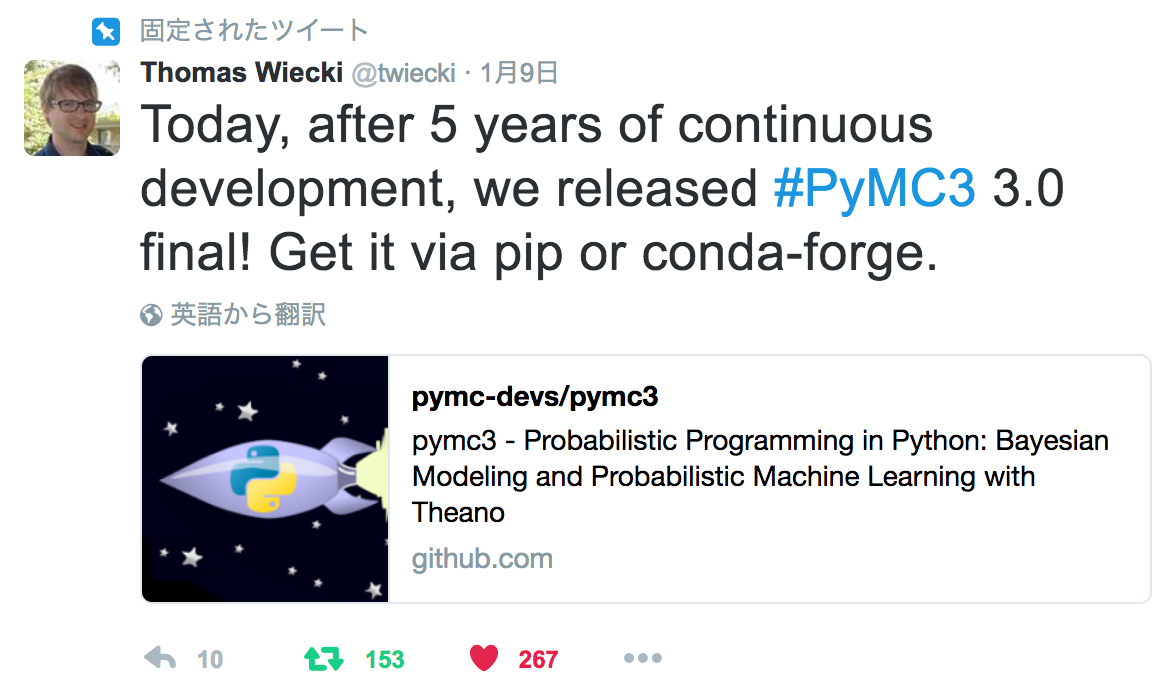 固定されたツイート
Thomas Wiecki @twiecki · 1月9日
Today, after 5 years of continuous
development, we released #PyMC3 3.0
final! Get it via pip or conda-forge.
英語から翻訳
pymc-devs/pymc3
pymc3 - Probabilistic Programming in Python: Bayesian
Modeling and Probabilistic Machine Learning with
Theano
github.com
10 153 267